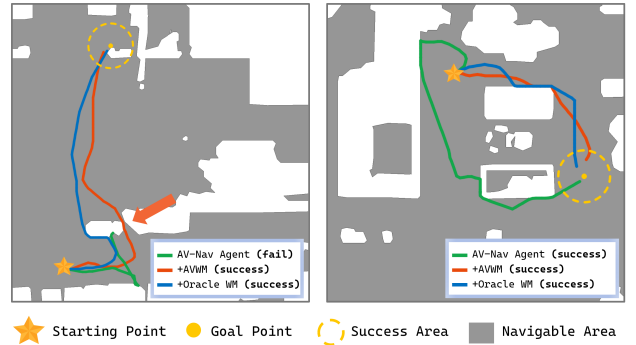 AV-Nav Agent (fail)
+AVWM (success)
+Oracle WM (success)
AV-Nav Agent (success)
+AVWM (success)
+Oracle WM (success)
Starting Point Goal Point Success Area Navigable Area